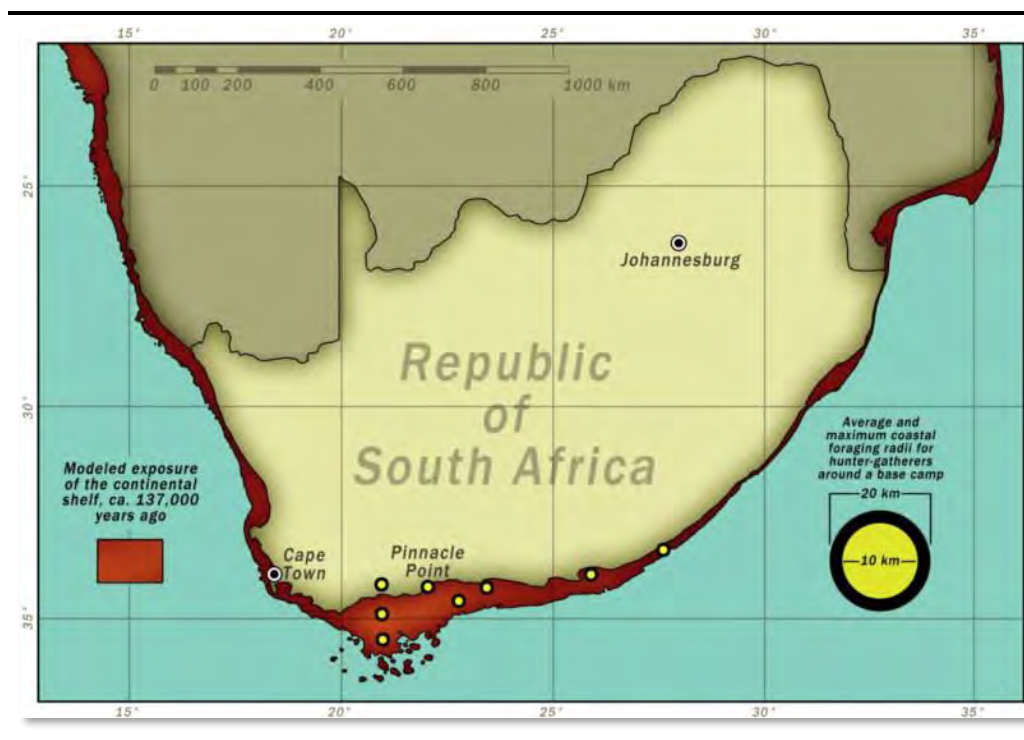 15° 20° 25° 30° 35°
0 100 200 400 600 800 1000 km
25°
Johannesburg
Republic
of
South Africa
30°
Average and
maximum coastal
foraging radii for
hunter-gatherers
around a base camp
20 km
10 km
Modeled exposure
of the continental
shelf, ca. 137,000
years ago
Cape
Town
Pinnacle
Point
35°
15° 20° 25° 30° 35°